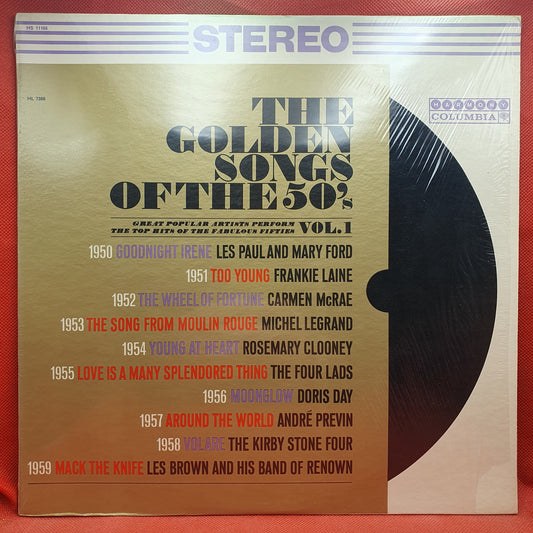 HS 11166
STEREO
HL 7366
HARMONY
COLUMBIA
THE
GOLDEN
SONGS
OF THE 50's
GREAT POPULAR ARTISTS PERFORM
THE TOP HITS OF THE FABULOUS FIFTIES VOL.1
1950 GOODNIGHT IRENE LES PAUL AND MARY FORD
1951 TOO YOUNG FRANKIE LAINE
1952 THE WHEEL OF FORTUNE CARMEN McRAE
1953 THE SONG FROM MOULIN ROUGE MICHEL LEGRAND
1954 YOUNG AT HEART ROSEMARY CLOONEY
1955 LOVE IS A MANY SPLENDORED THING THE FOUR LADS
1956 MOONGLOW DORIS DAY
1957 AROUND THE WORLD ANDRÉ PREVIN
1958 VOLARE THE KIRBY STONE FOUR
1959 MACK THE KNIFE LES BROWN AND HIS BAND OF RENOWN